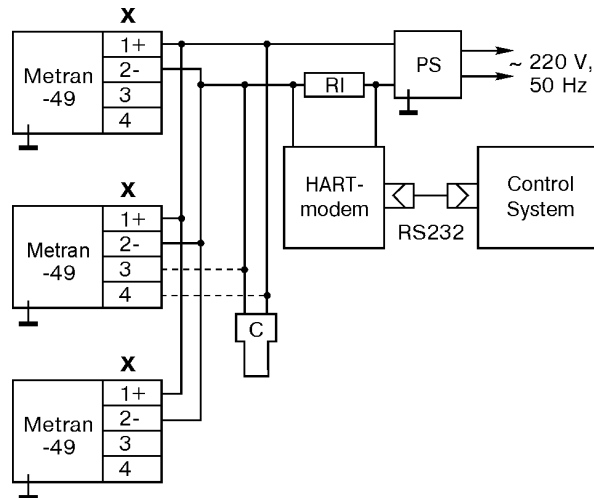 X
Metran
-49
1+
2-
3
4
PS
~ 220 V,
50 Hz
RI
HART-
modem
RS232
Control
System
X
Metran
-49
1+
2-
3
4
C
X
Metran
-49
1+
2-
3
4